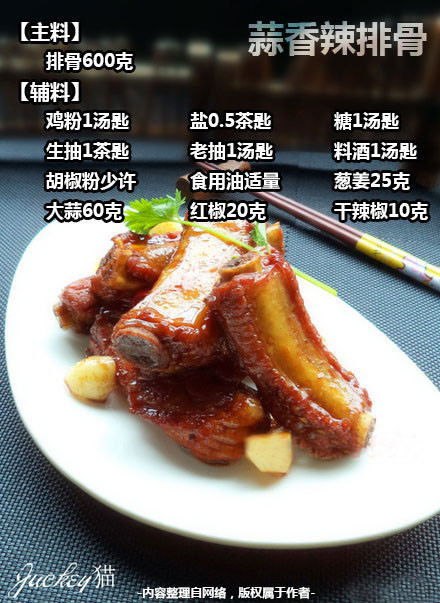 蒜香辣排骨
【主料】
排骨600克
【辅料】
鸡粉1汤匙 盐0.5茶匙 糖1汤匙
生抽1茶匙 老抽1汤匙 料酒1汤匙
胡椒粉少许 食用油适量 葱姜25克
大蒜60克 红椒20克 干辣椒10克
Juckey猫
-内容整理自网络，版权属于作者-